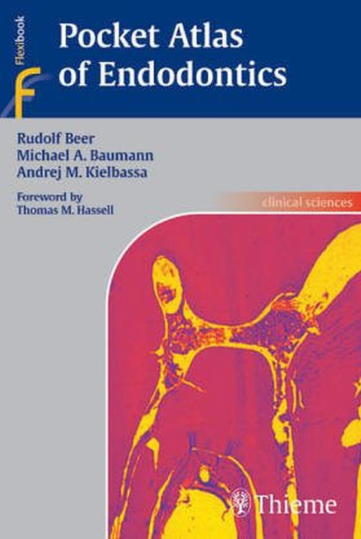 Flexibook
Pocket Atlas
of Endodontics
Rudolf Beer
Michael A. Baumann
Andrej M. Kielbassa
Foreword by
Thomas M. Hassell
clinical sciences
Thieme